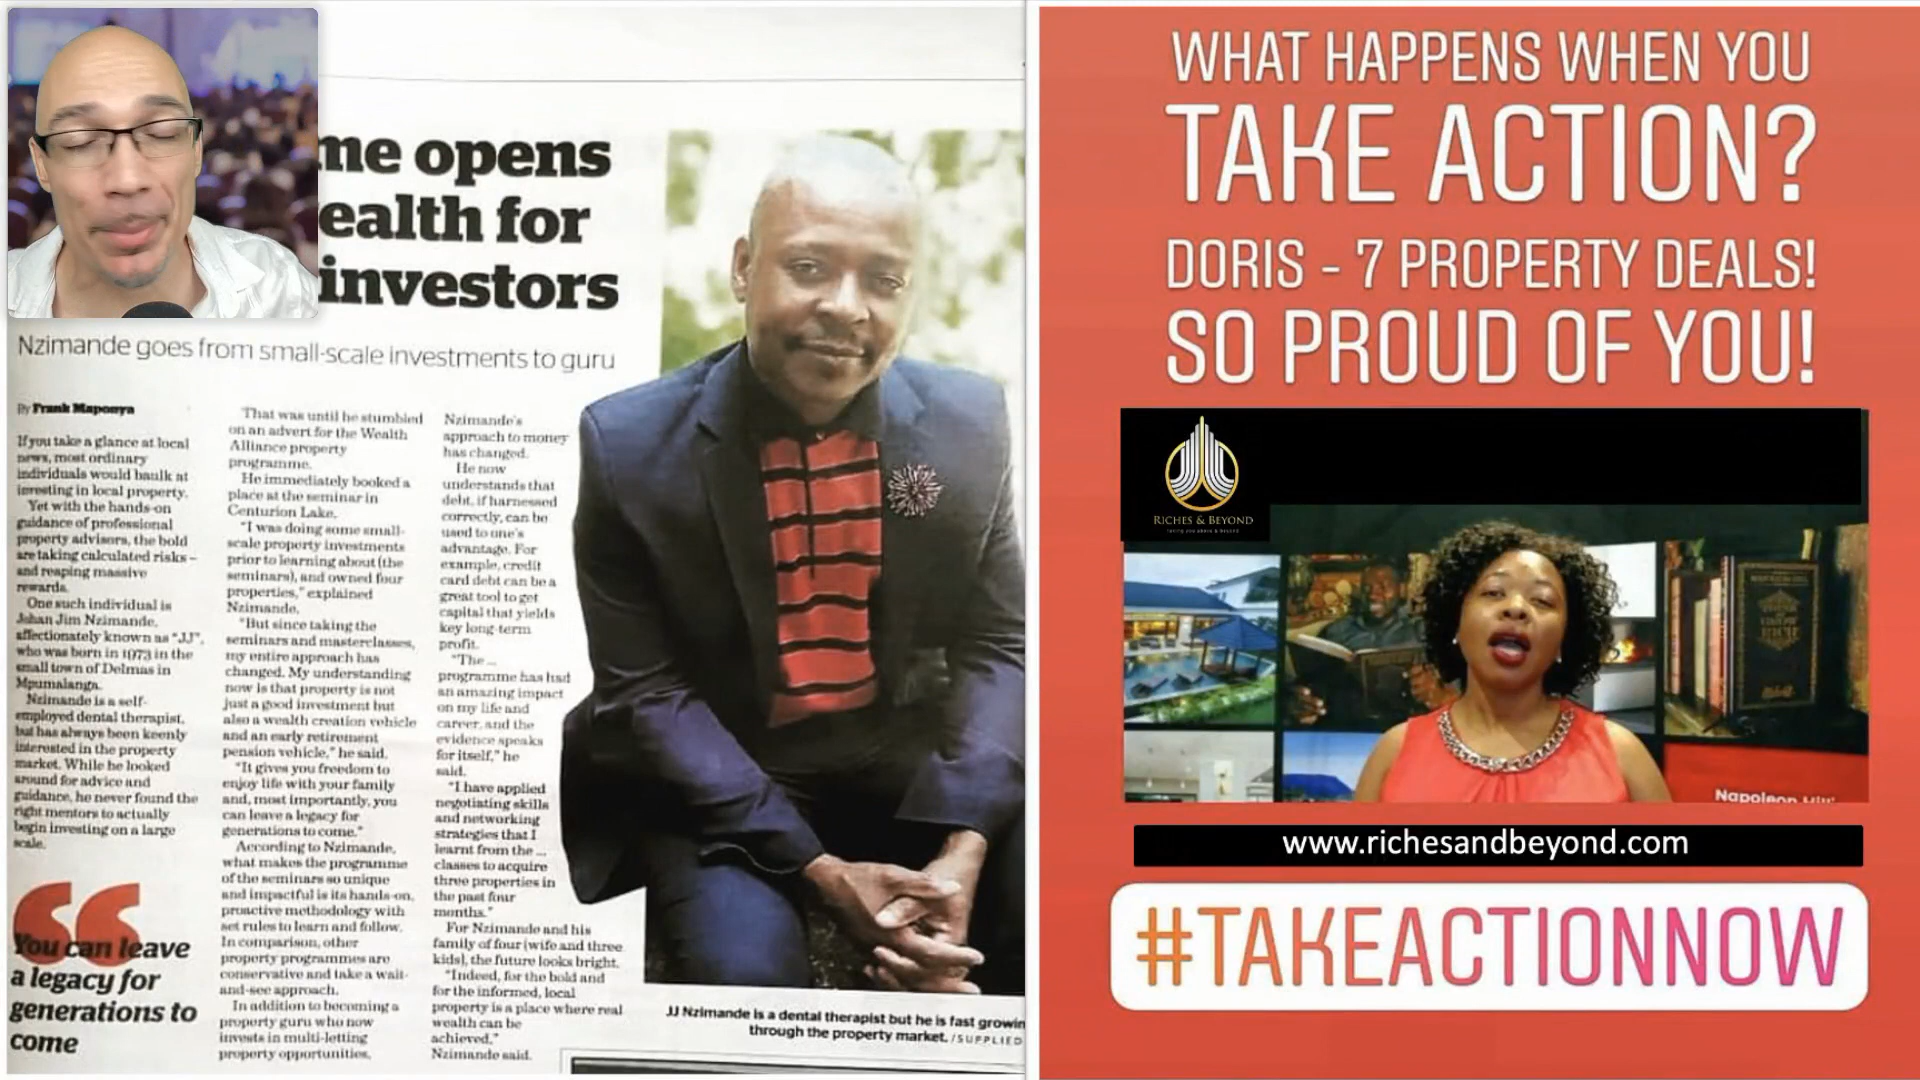 me opens
ealth for
investors
Nzimande goes from small-scale investments to guru
By Frank Maponya
If you take a glance at local
news, most ordinary
individuals would baulk at
investing in local property.
Yet with the hands-on
guidance of professional
property advisors, the bold
are taking calculated risks –
and reaping massive
rewards.
One such individual is
Johan Jim Nzimande,
affectionately known as "JJ",
who was born in 1973 in the
small town of Delmas in
Mpumalanga.
Nzimande is a self-
employed dental therapist,
but has always been keenly
interested in the property
market. While he looked
around for advice and
guidance, he never found the
right mentors to actually
begin investing on a large
scale.
You can leave
a legacy for
generations to
come
That was until he stumbled
on an advert for the Wealth
Alliance property
programme.
He immediately booked a
place at the seminar in
Centurion Lake.
"I was doing some small-
scale property investments
prior to learning about (the
seminars), and owned four
properties," explained
Nzimande.
"But since taking the
seminars and masterclasses,
my entire approach has
changed. My understanding
now is that property is not
just a good investment but
also a wealth creation vehicle
and an early retirement
pension vehicle," he said.
"It gives you freedom to
enjoy life with your family
and, most importantly, you
can leave a legacy for
generations to come."
According to Nzimande,
what makes the programme
of the seminars so unique
and impactful is its hands-on,
proactive methodology with
set rules to learn and follow.
In comparison, other
property programmes are
conservative and take a wait-
and-see approach.
In addition to becoming a
property guru who now
invests in multi-letting
property opportunities,
Nzimande's
approach to money
has changed.
He now
understands that
debt, if harnessed
correctly, can be
used to one's
advantage. For
example, credit
card debt can be a
great tool to get
capital that yields
key long-term
profit.
"The ...
programme has had
an amazing impact
on my life and
career, and the
evidence speaks
for itself," he
said.
"I have applied
negotiating skills
and networking
strategies that I
learnt from the ...
classes to acquire
three properties in
the past four
months."
For Nzimande and his
family of four (wife and three
kids), the future looks bright.
"Indeed, for the bold and
for the informed, local
property is a place where real
wealth can be
achieved,"
Nzimande said.
JJ Nzimande is a dental therapist but he is fast growin
through the property market. /SUPPLIED
WHAT HAPPENS WHEN YOU
TAKE ACTION?
DORIS - 7 PROPERTY DEALS!
SO PROUD OF YOU!
RICHES & BEYOND
Napoleon Hill'
www.richesandbeyond.com
#TAKEACTIONNOW